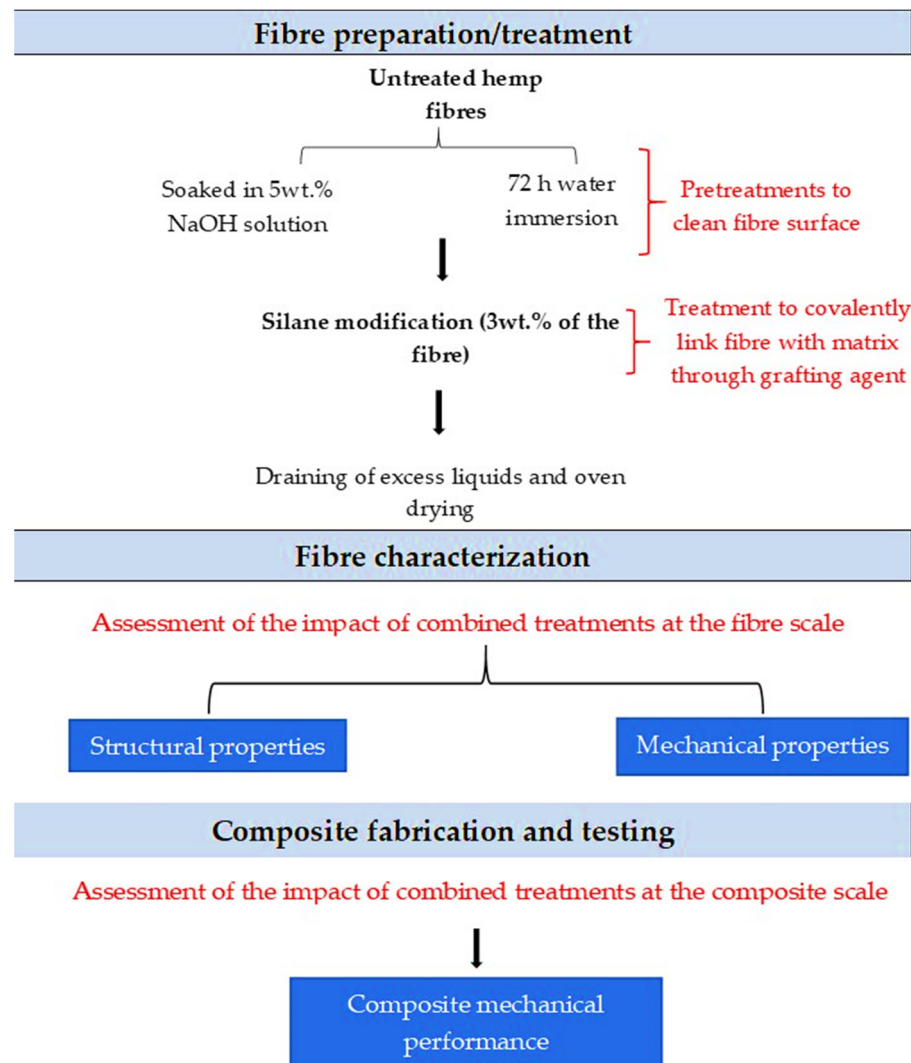 Fibre preparation/treatment
Untreated hemp
fibres
Soaked in 5wt.%
NaOH solution
72 h water
immersion
Pretreatments to
clean fibre surface
Silane modification (3wt.% of the
fibre)
Treatment to covalently
link fibre with matrix
through grafting agent
Draining of excess liquids and oven
drying
Fibre characterization
Assessment of the impact of combined treatments at the fibre scale
Structural properties
Mechanical properties
Composite fabrication and testing
Assessment of the impact of combined treatments at the composite scale
Composite mechanical
performance